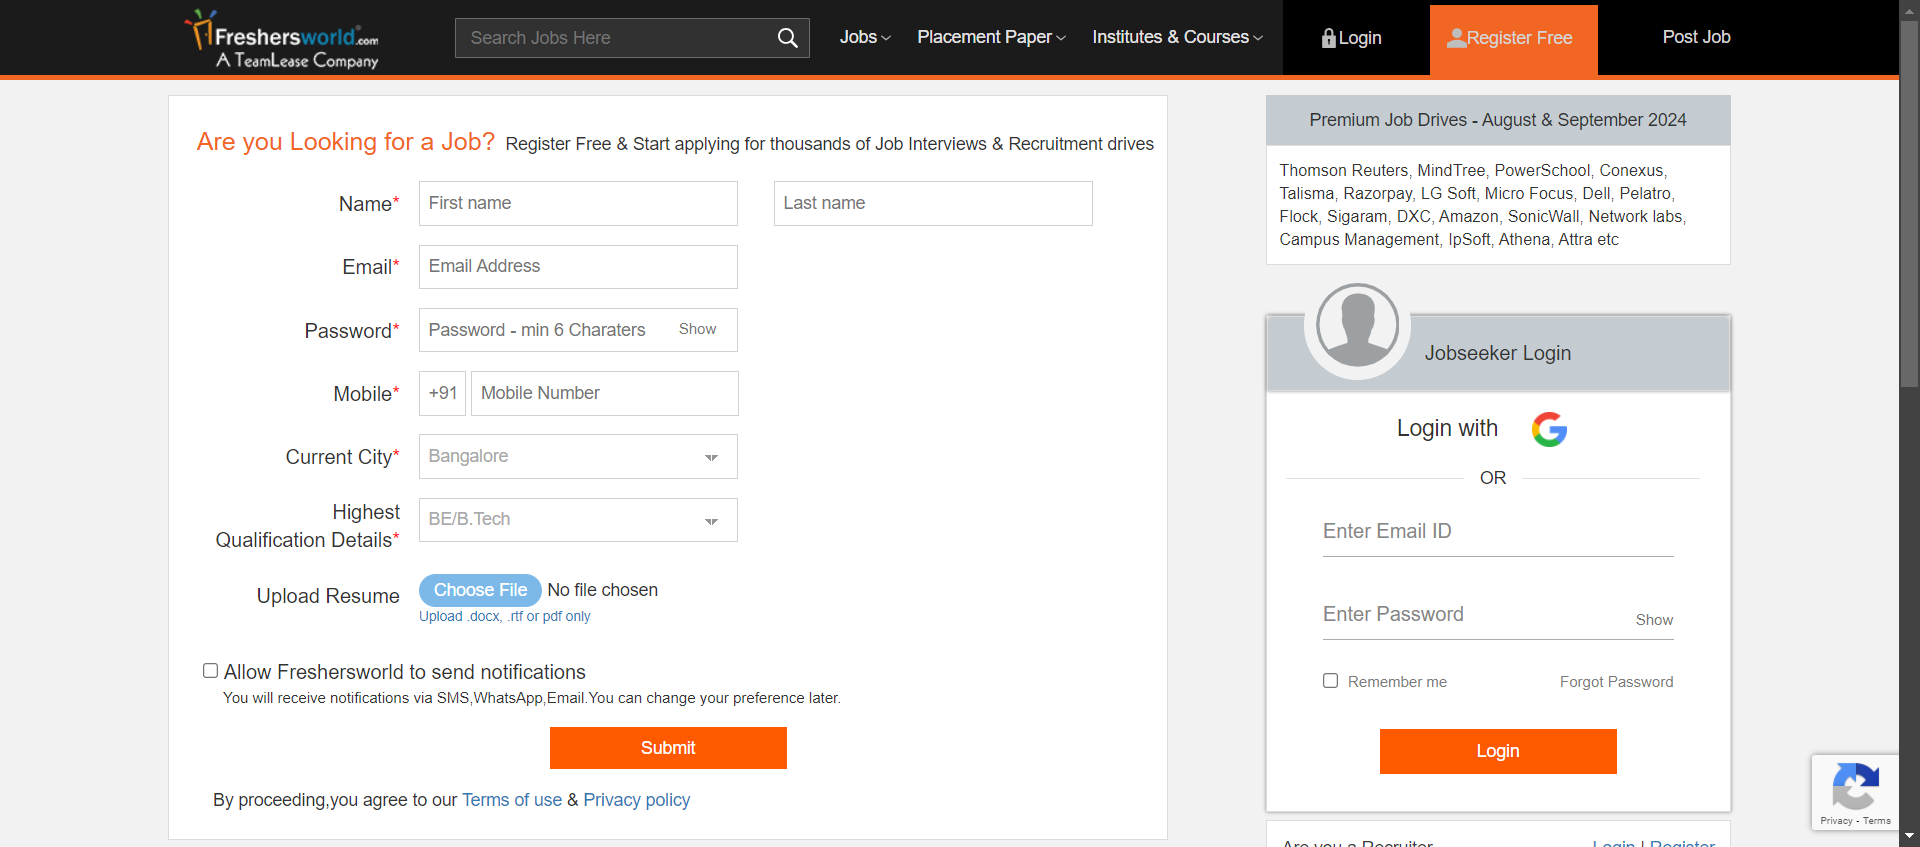 Freshersworld.com
A TeamLease Company
Search Jobs Here
Jobs
Placement Paper
Institutes & Courses
Login
Register Free
Post Job
Are you Looking for a Job? Register Free & Start applying for thousands of Job Interviews & Recruitment drives
Name* First name Last name
Email* Email Address
Password* Password - min 6 Charaters Show
Mobile* +91 Mobile Number
Current City* Bangalore
Highest
Qualification Details* BE/B.Tech
Upload Resume Choose File No file chosen
Upload .docx, .rtf or pdf only
Allow Freshersworld to send notifications
You will receive notifications via SMS,WhatsApp,Email.You can change your preference later.
Submit
By proceeding,you agree to our Terms of use & Privacy policy
Premium Job Drives - August & September 2024
Thomson Reuters, MindTree, PowerSchool, Conexus,
Talisma, Razorpay, LG Soft, Micro Focus, Dell, Pelatro,
Flock, Sigaram, DXC, Amazon, SonicWall, Network labs,
Campus Management, IpSoft, Athena, Attra etc
Jobseeker Login
Login with G
OR
Enter Email ID
Enter Password Show
Remember me Forgot Password
Login
Privacy - Terms
Are you a Recruiter Login | Register